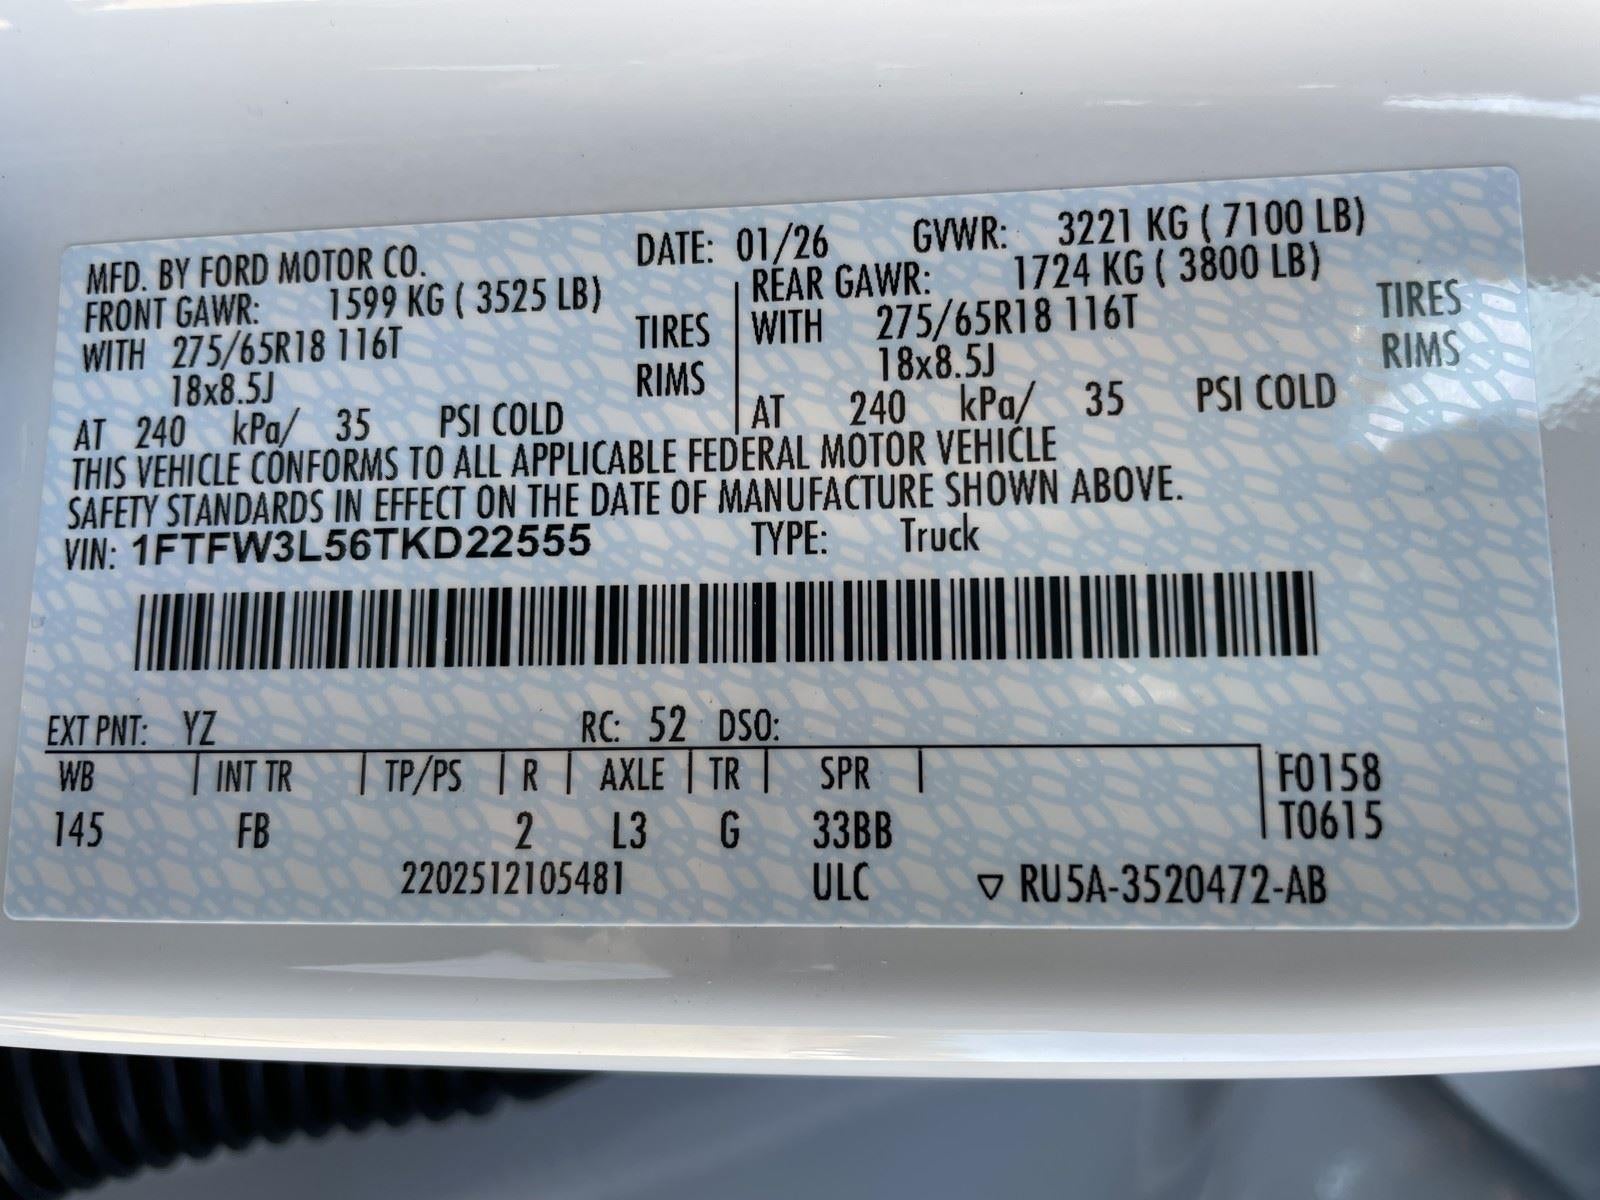 MFD. BY FORD MOTOR CO. DATE: 01/26 GVWR: 3221 KG ( 7100 LB)
FRONT GAWR: 1599 KG ( 3525 LB) REAR GAWR: 1724 KG ( 3800 LB)
WITH 275/65R18 116T TIRES WITH 275/65R18 116T TIRES
18x8.5J RIMS 18x8.5J RIMS
AT 240 kPa/ 35 PSI COLD AT 240 kPa/ 35 PSI COLD
THIS VEHICLE CONFORMS TO ALL APPLICABLE FEDERAL MOTOR VEHICLE
SAFETY STANDARDS IN EFFECT ON THE DATE OF MANUFACTURE SHOWN ABOVE.
VIN: 1FTFW3L56TKD22555 TYPE: Truck
EXT PNT: YZ RC: 52 DSO:
WB INT TR TP/PS R AXLE TR SPR F0158
145 FB 2 L3 G 33BB T0615
2202512105481 ULC ▽ RU5A-3520472-AB